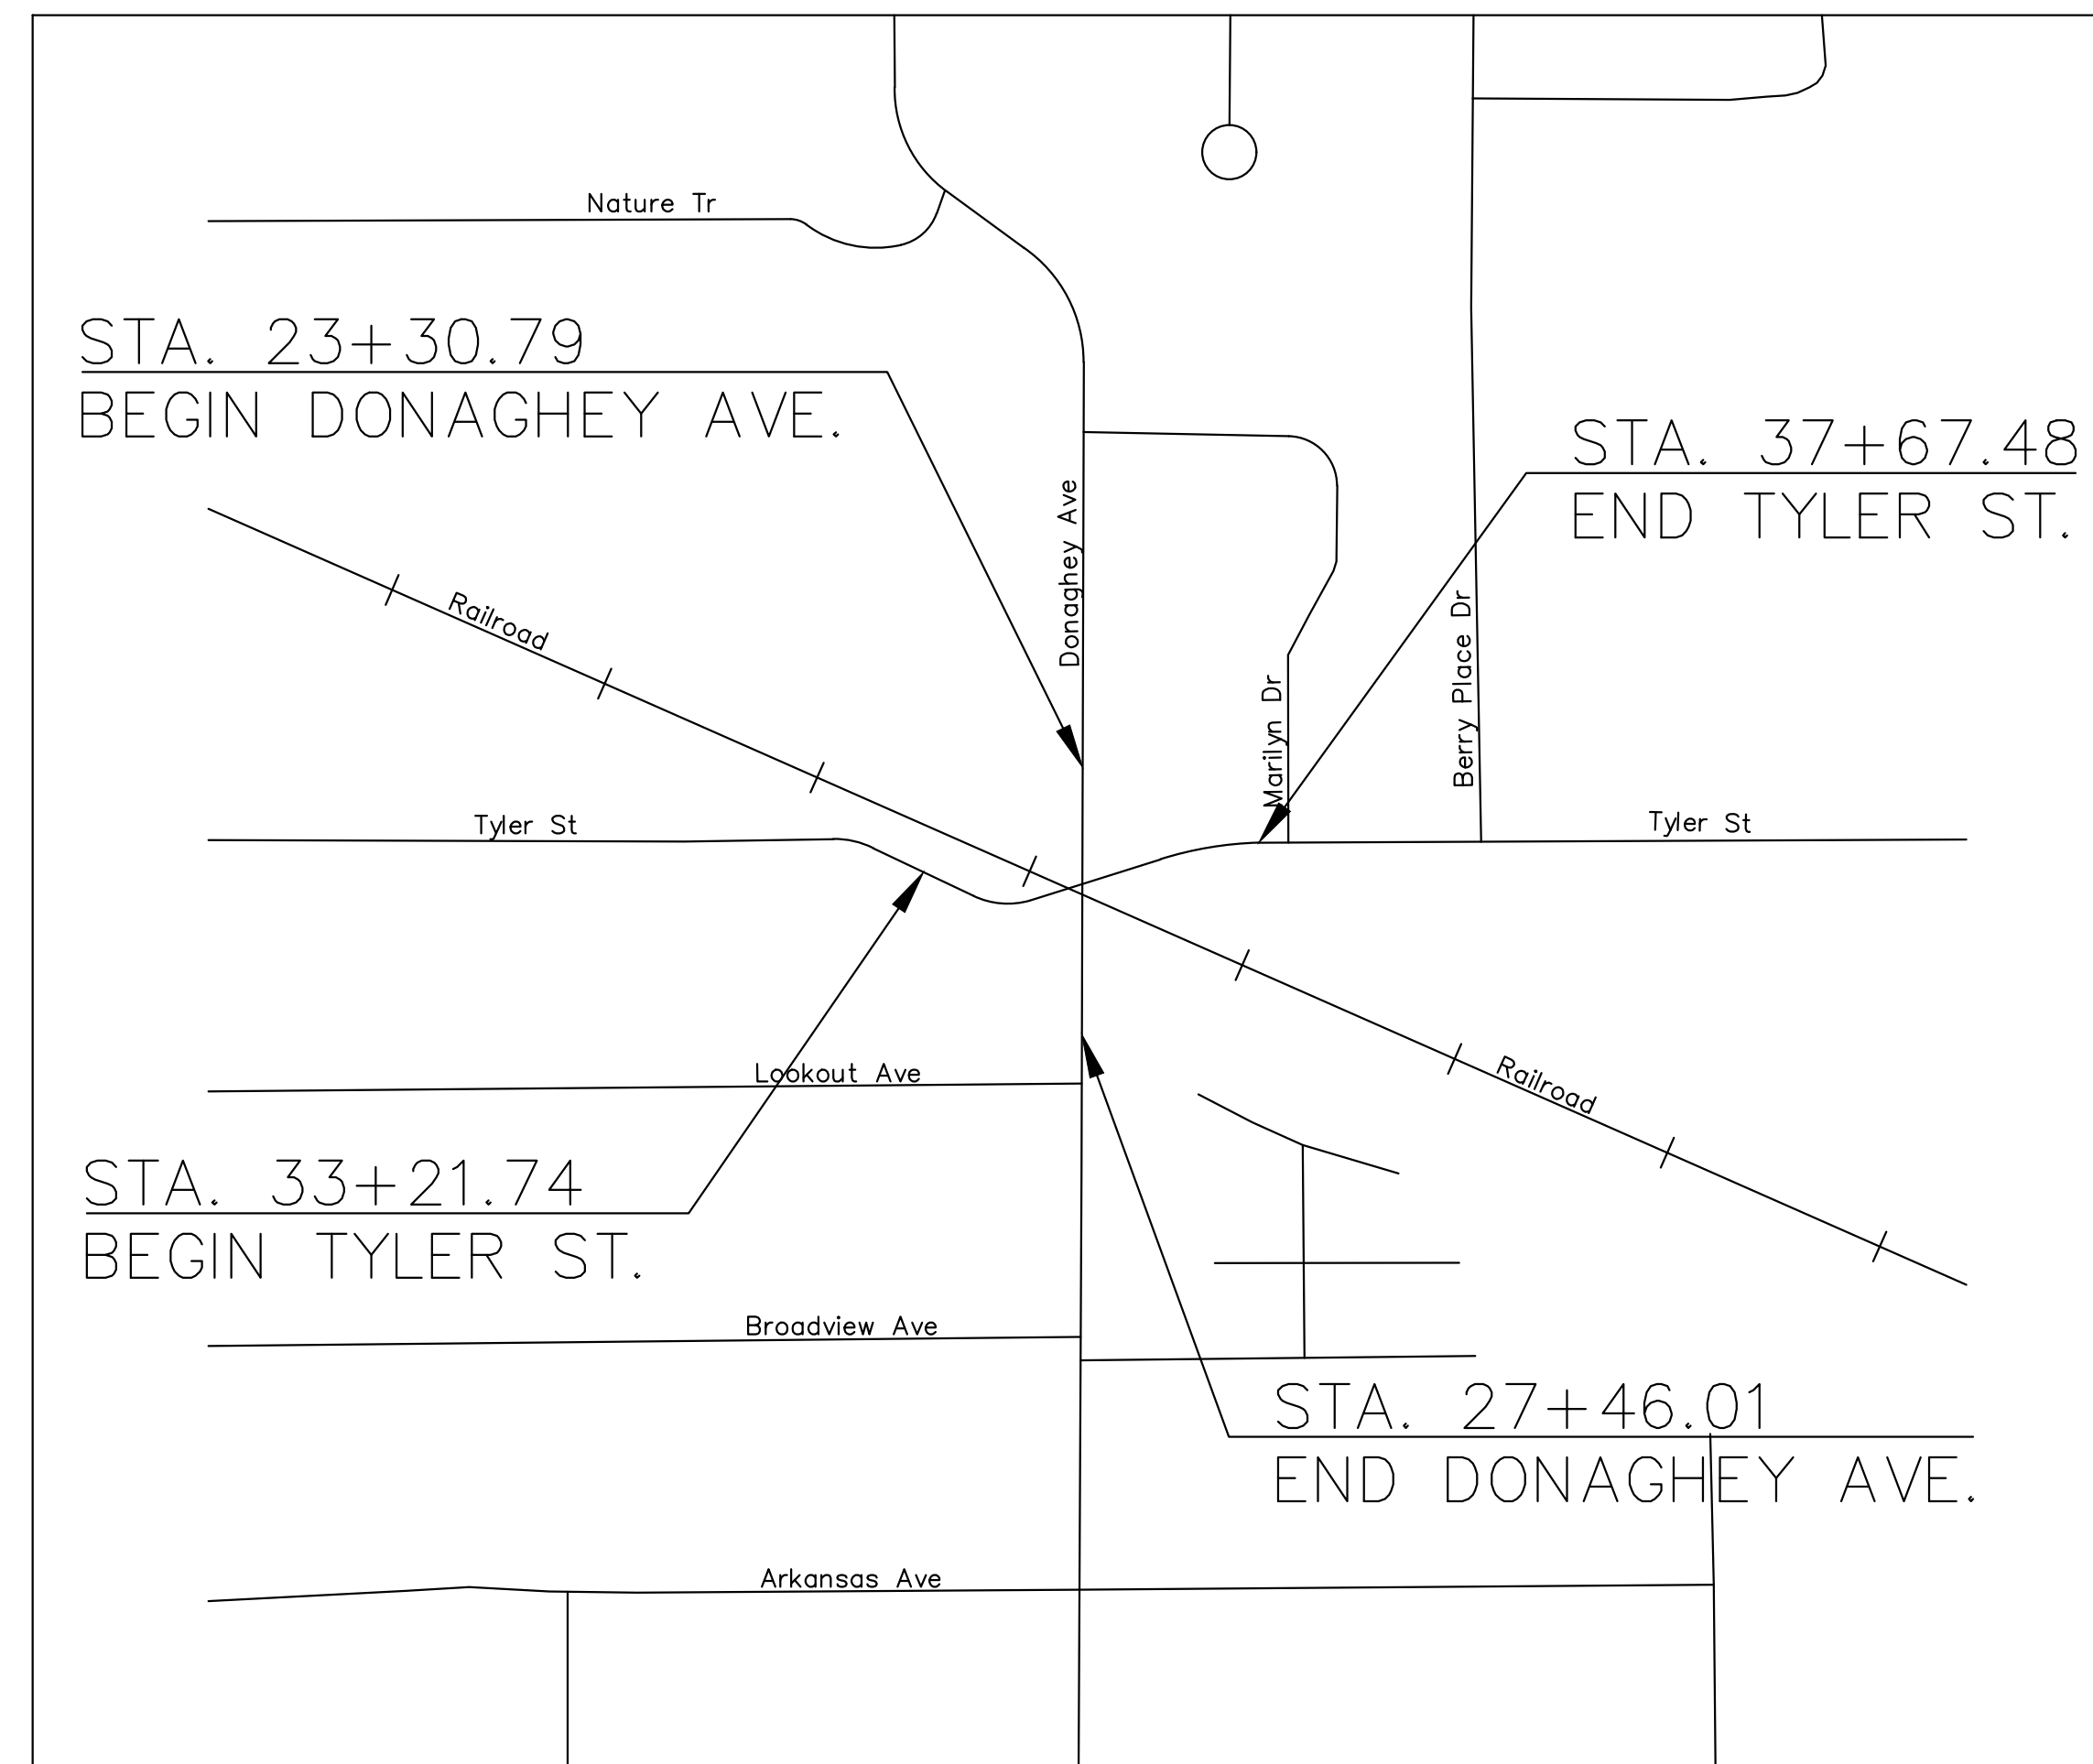 Nature Tr
STA. 23+30.79
BEGIN DONAGHEY AVE.
STA. 37+67.48
END TYLER ST.
Donaghey Ave
Railroad
Marilyn Dr
Berry Place Dr
Tyler St
Tyler St
Lookout Ave
Railroad
STA. 33+21.74
BEGIN TYLER ST.
Broadview Ave
STA. 27+46.01
END DONAGHEY AVE.
Arkansas Ave